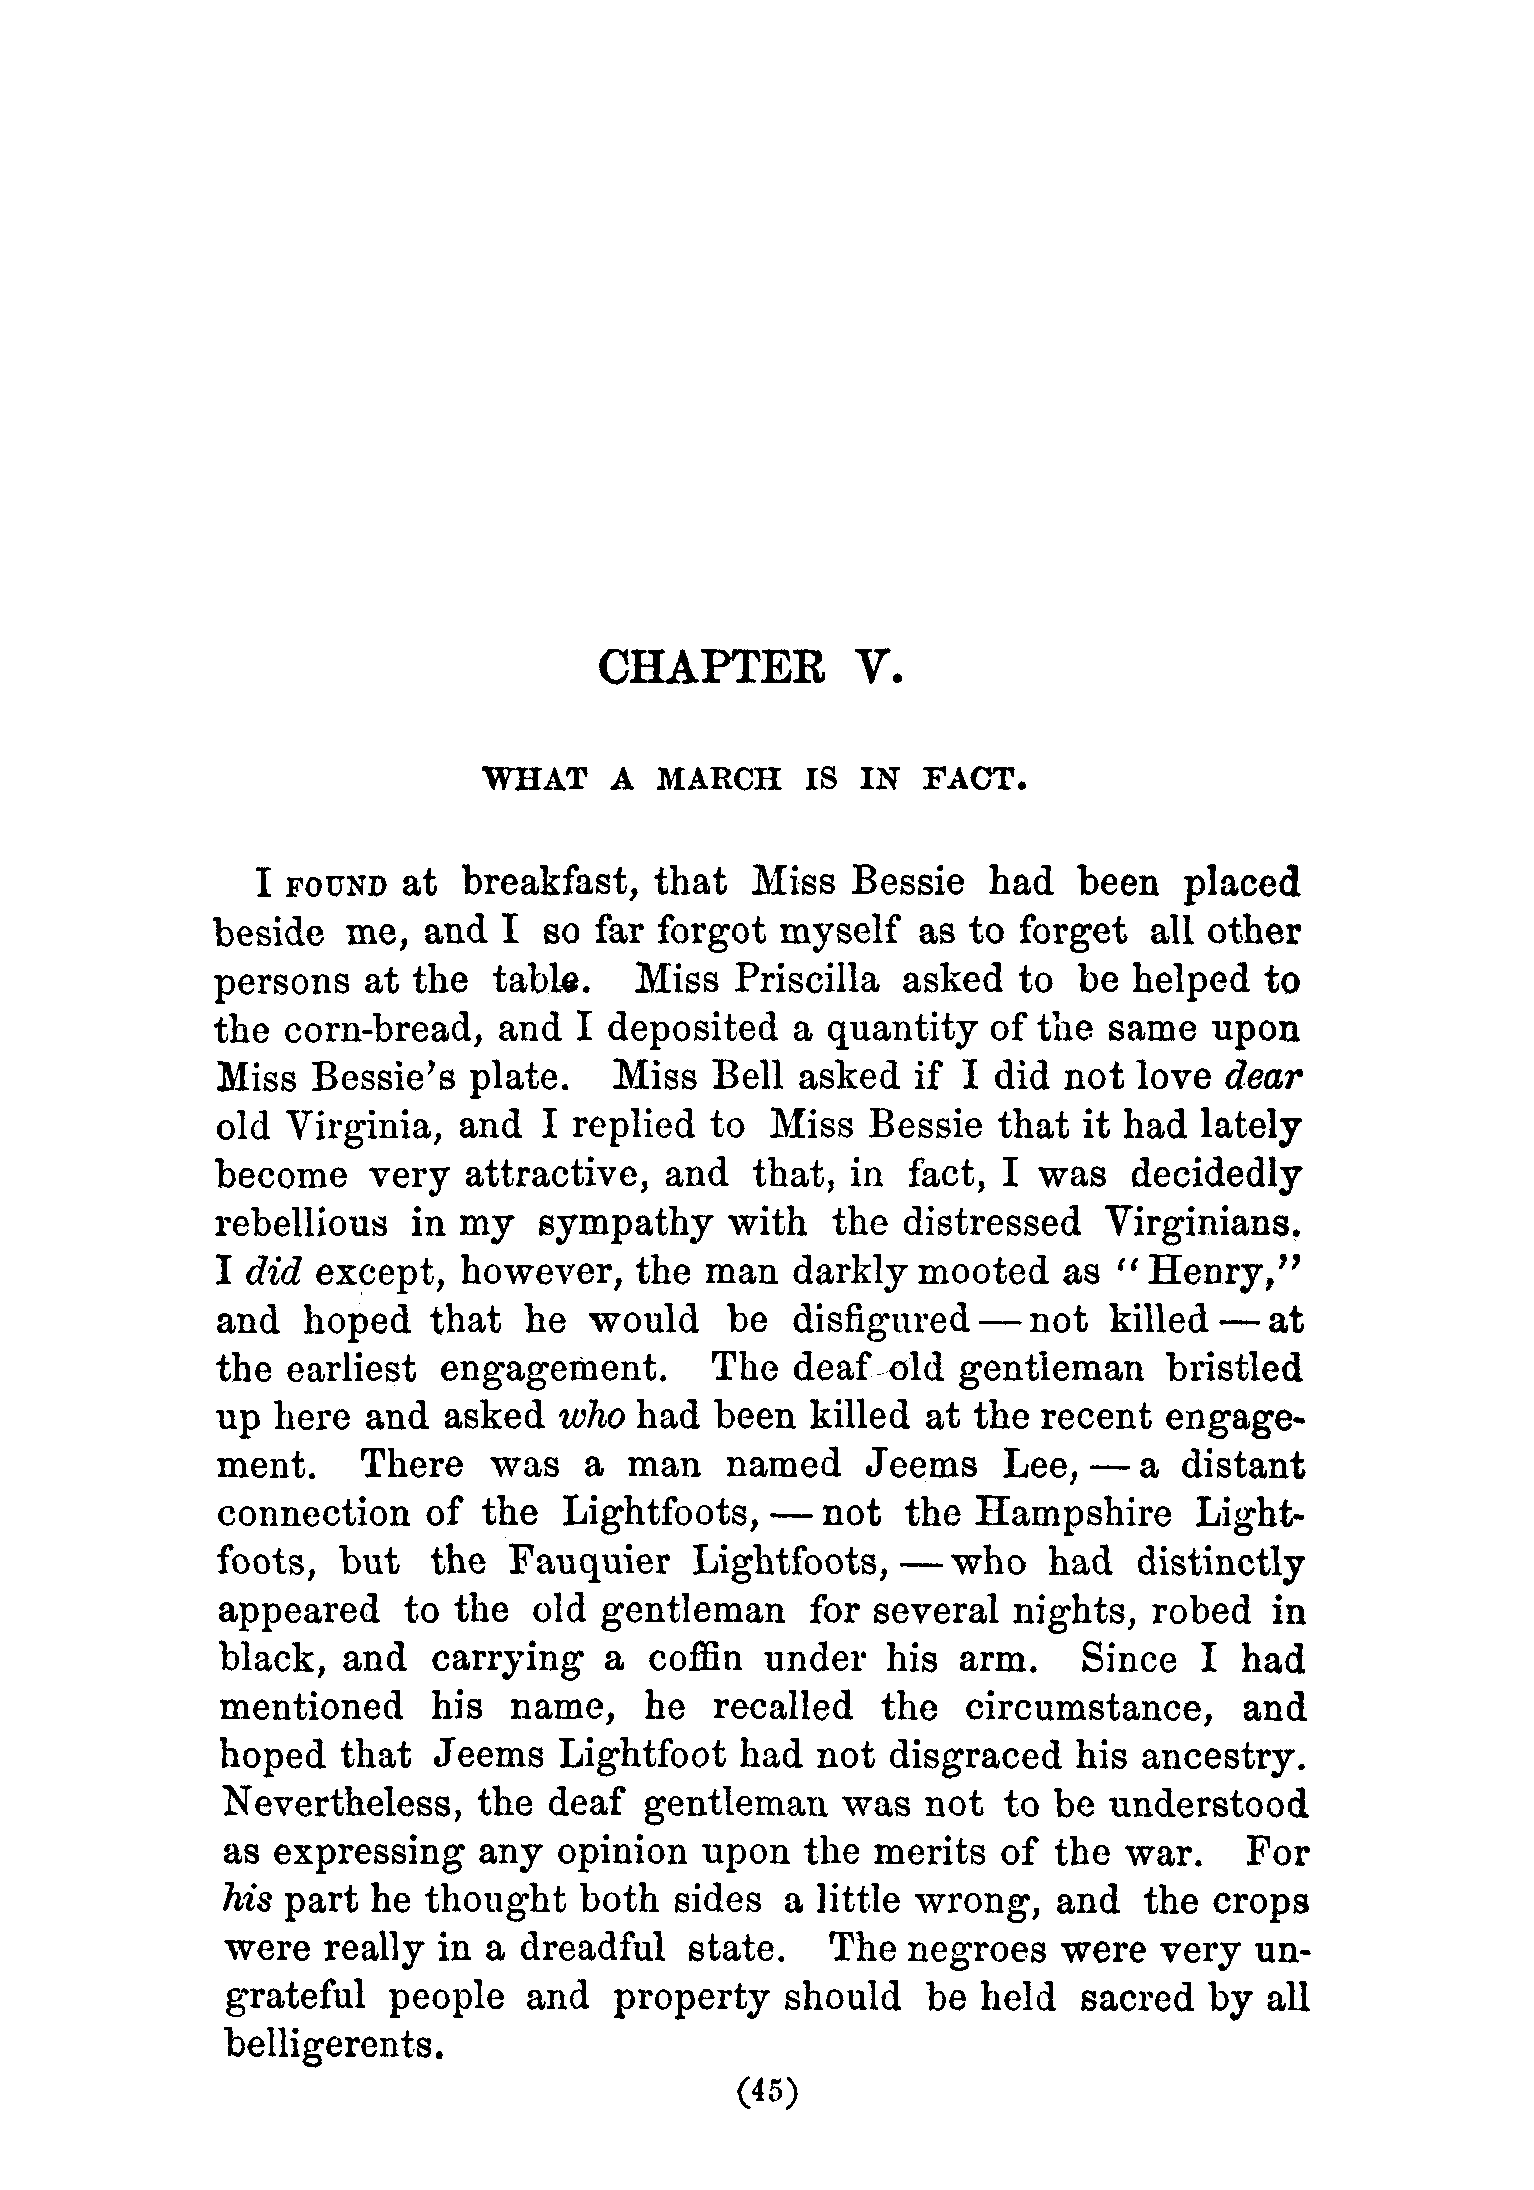 CHAPTER V.
WHAT A MARCH IS IN FACT.
I FOUND at breakfast, that Miss Bessie had been placed
beside me, and I so far forgot myself as to forget all other
persons at the table. Miss Priscilla asked to be helped to
the corn-bread, and I deposited a quantity of the same upon
Miss Bessie's plate. Miss Bell asked if I did not love dear
old Virginia, and I replied to Miss Bessie that it had lately
become very attractive, and that, in fact, I was decidedly
rebellious in my sympathy with the distressed Virginians.
I did except, however, the man darkly mooted as "Henry,"
and hoped that he would be disfigured — not killed — at
the earliest engagement. The deaf old gentleman bristled
up here and asked who had been killed at the recent engage-
ment. There was a man named Jeems Lee, — a distant
connection of the Lightfoots, — not the Hampshire Light-
foots, but the Fauquier Lightfoots, — who had distinctly
appeared to the old gentleman for several nights, robed in
black, and carrying a coffin under his arm. Since I had
mentioned his name, he recalled the circumstance, and
hoped that Jeems Lightfoot had not disgraced his ancestry.
Nevertheless, the deaf gentleman was not to be understood
as expressing any opinion upon the merits of the war. For
his part he thought both sides a little wrong, and the crops
were really in a dreadful state. The negroes were very un-
grateful people and property should be held sacred by all
belligerents.
(45)